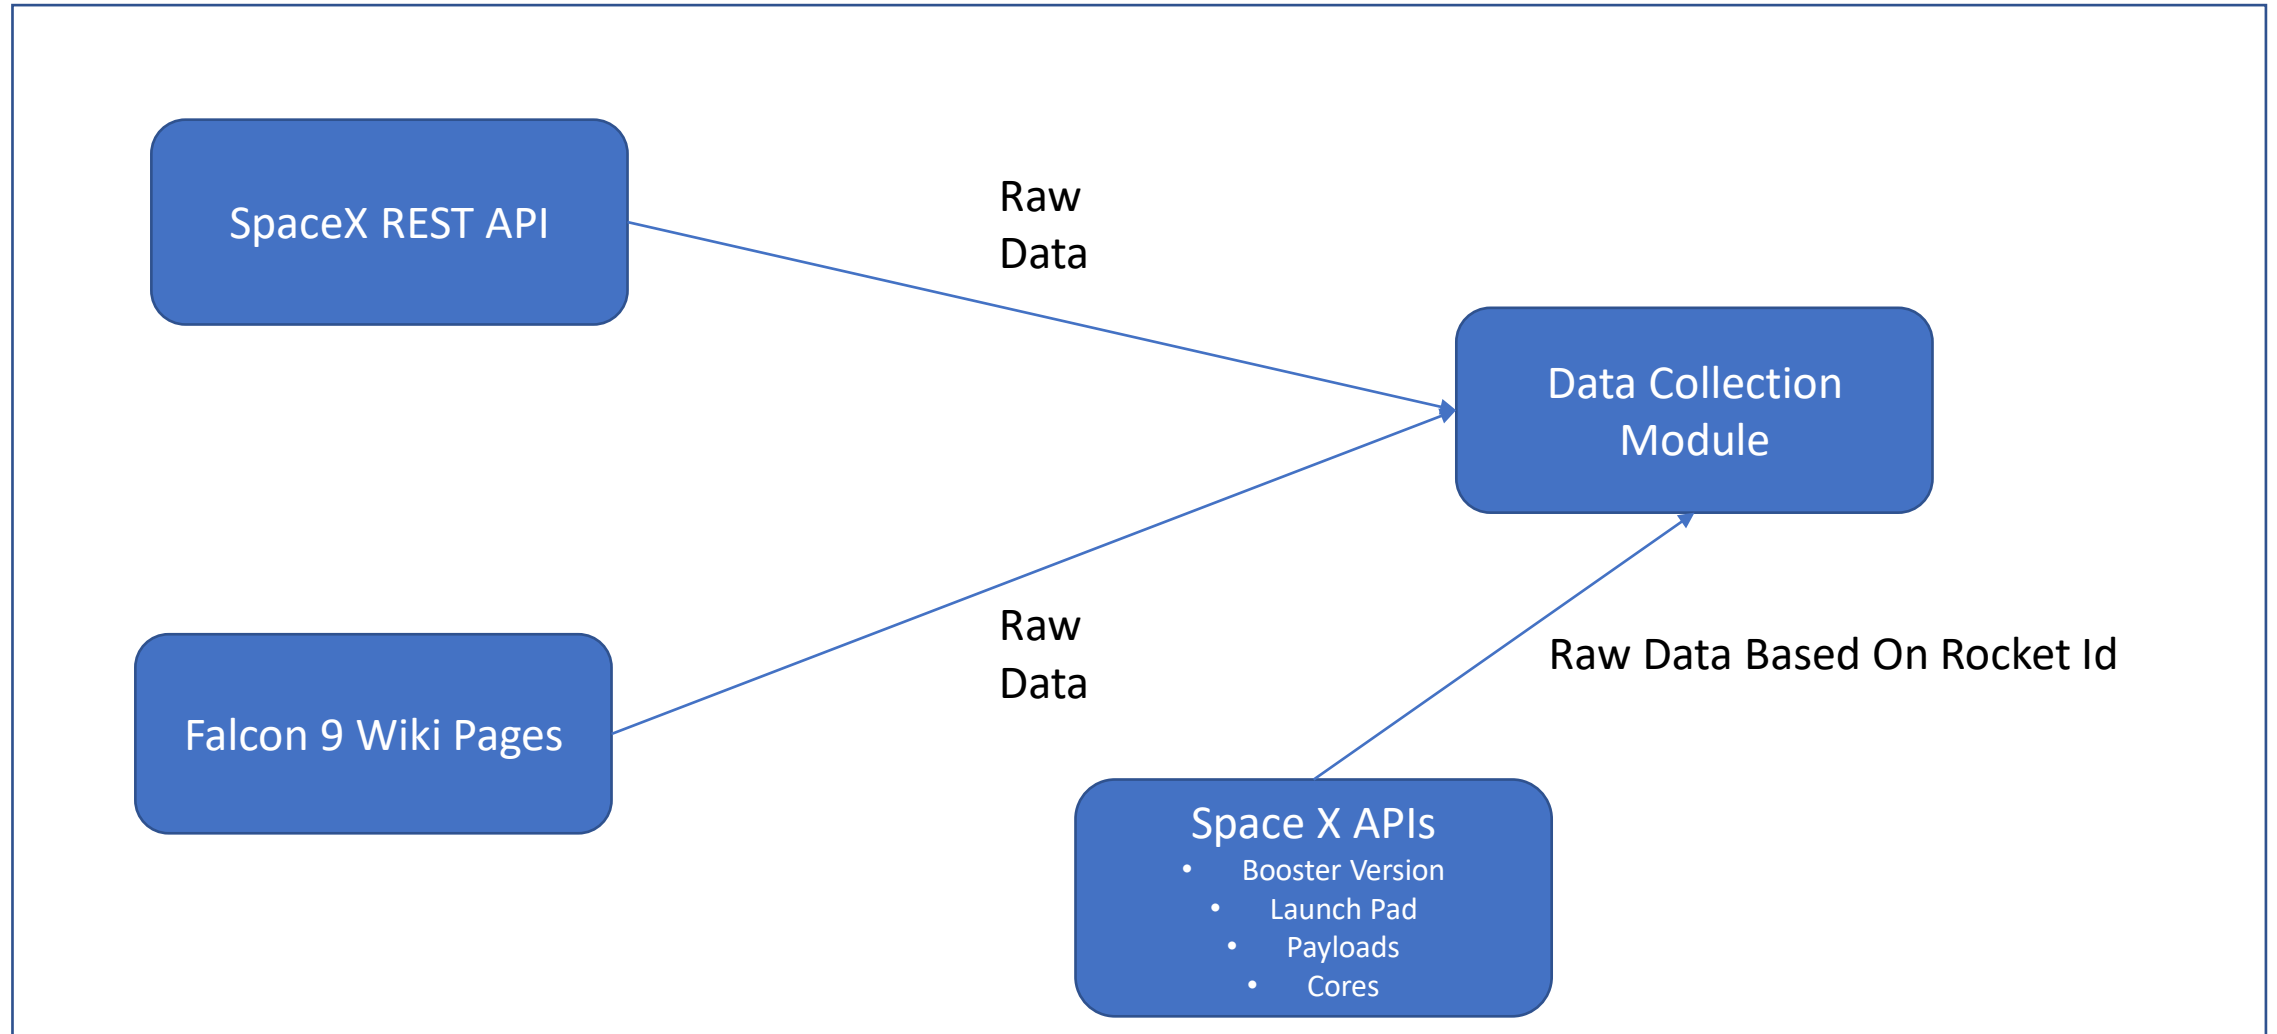 SpaceX REST API
Raw
Data
Data Collection
Module
Falcon 9 Wiki Pages
Raw
Data
Raw Data Based On Rocket Id
Space X APIs
• Booster Version
• Launch Pad
• Payloads
• Cores